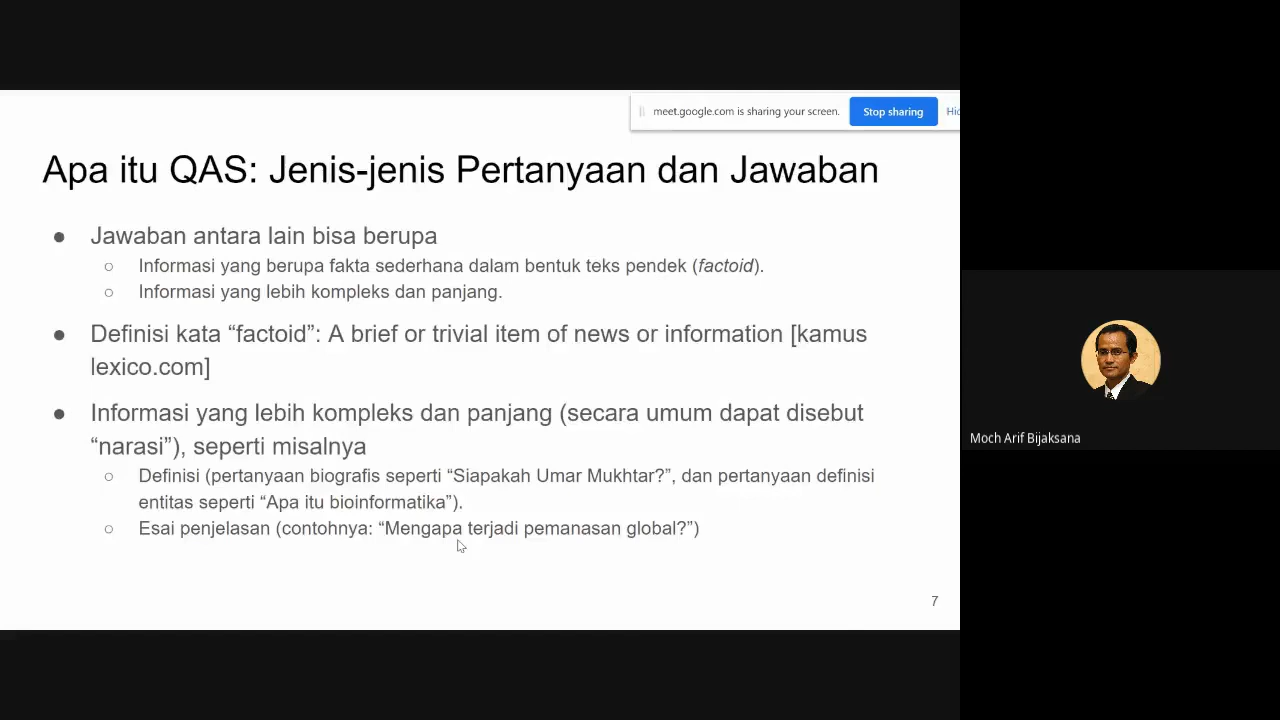 meet.google.com is sharing your screen. Stop sharing
Apa itu QAS: Jenis-jenis Pertanyaan dan Jawaban
● Jawaban antara lain bisa berupa
○ Informasi yang berupa fakta sederhana dalam bentuk teks pendek (factoid).
○ Informasi yang lebih kompleks dan panjang.
● Definisi kata “factoid”: A brief or trivial item of news or information [kamus
lexico.com]
● Informasi yang lebih kompleks dan panjang (secara umum dapat disebut
“narasi”), seperti misalnya
○ Definisi (pertanyaan biografis seperti “Siapakah Umar Mukhtar?”, dan pertanyaan definisi
entitas seperti “Apa itu bioinformatika”).
○ Esai penjelasan (contohnya: “Mengapa terjadi pemanasan global?”)
7
Moch Arif Bijaksana